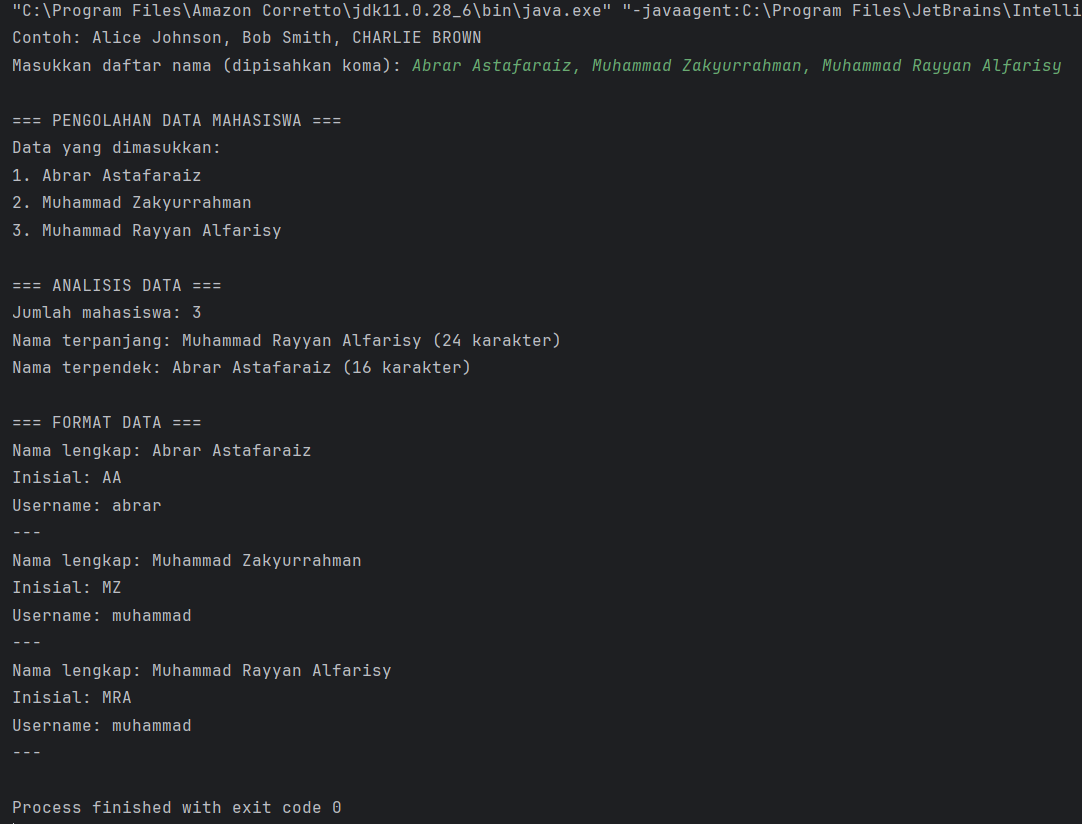 "C:\Program Files\Amazon Corretto\jdk11.0.28_6\bin\java.exe" "-javaagent:C:\Program Files\JetBrains\Intelli
Contoh: Alice Johnson, Bob Smith, CHARLIE BROWN
Masukkan daftar nama (dipisahkan koma): Abrar Astafaraiz, Muhammad Zakyurrahman, Muhammad Rayyan Alfarisy
=== PENGOLAHAN DATA MAHASISWA ===
Data yang dimasukkan:
1. Abrar Astafaraiz
2. Muhammad Zakyurrahman
3. Muhammad Rayyan Alfarisy
=== ANALISIS DATA ===
Jumlah mahasiswa: 3
Nama terpanjang: Muhammad Rayyan Alfarisy (24 karakter)
Nama terpendek: Abrar Astafaraiz (16 karakter)
=== FORMAT DATA ===
Nama lengkap: Abrar Astafaraiz
Inisial: AA
Username: abrar
---
Nama lengkap: Muhammad Zakyurrahman
Inisial: MZ
Username: muhammad
---
Nama lengkap: Muhammad Rayyan Alfarisy
Inisial: MRA
Username: muhammad
---
Process finished with exit code 0